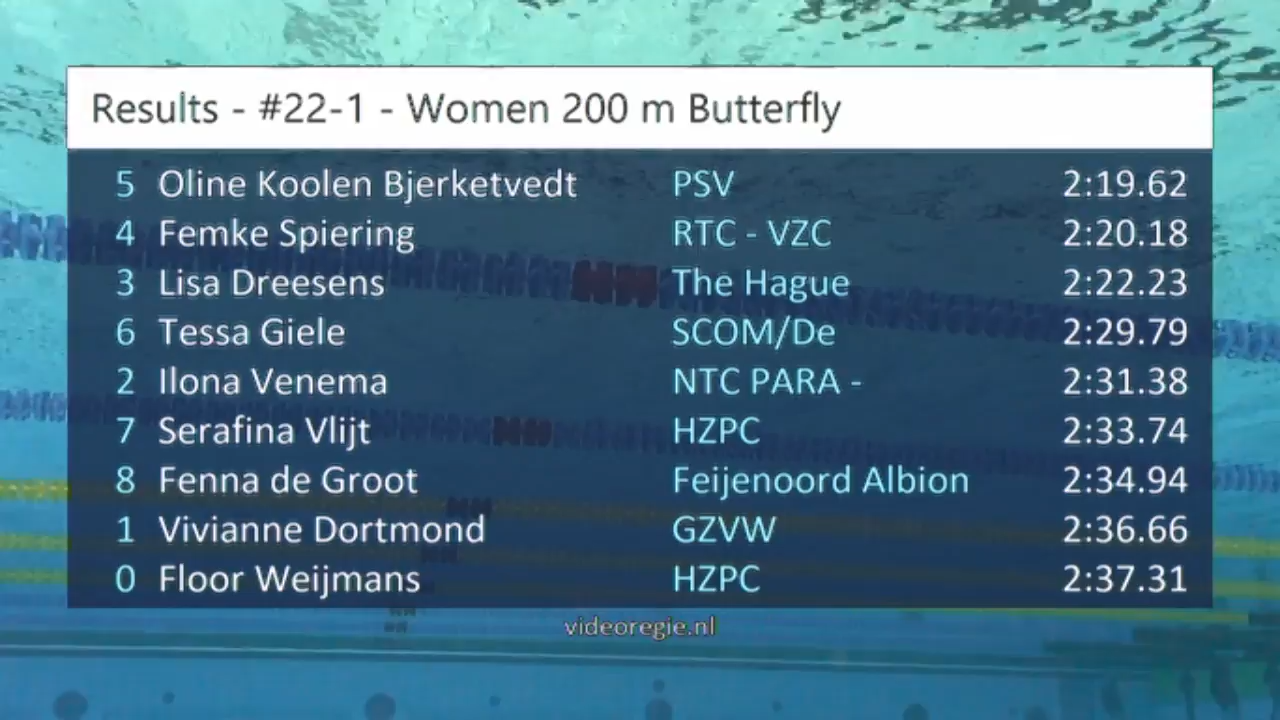 Results - #22-1 - Women 200 m Butterfly
5 Oline Koolen Bjerketvedt PSV 2:19.62
4 Femke Spiering RTC - VZC 2:20.18
3 Lisa Dreesens The Hague 2:22.23
6 Tessa Giele SCOM/De 2:29.79
2 Ilona Venema NTC PARA - 2:31.38
7 Serafina Vlijt HZPC 2:33.74
8 Fenna de Groot Feijenoord Albion 2:34.94
1 Vivianne Dortmond GZVW 2:36.66
0 Floor Weijmans HZPC 2:37.31
videoregie.nl